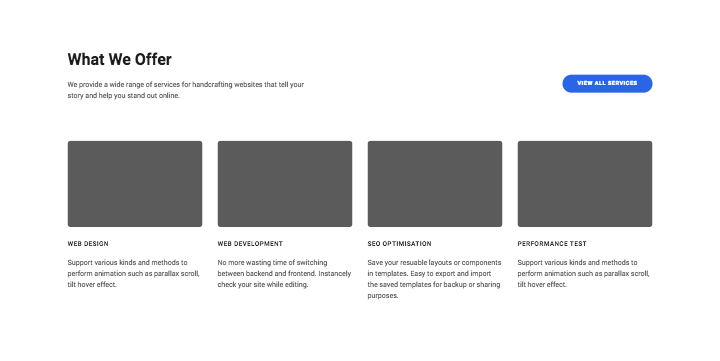 What We Offer
We provide a wide range of services for handcrafting websites that tell your
story and help you stand out online.
VIEW ALL SERVICES
WEB DESIGN
Support various kinds and methods to
perform animation such as parallax scroll,
tilt hover effect.
WEB DEVELOPMENT
No more wasting time of switching
between backend and frontend. Instancely
check your site while editing.
SEO OPTIMISATION
Save your resuable layouts or components
in templates. Easy to export and import
the saved templates for backup or sharing
purposes.
PERFORMANCE TEST
Support various kinds and methods to
perform animation such as parallax scroll,
tilt hover effect.